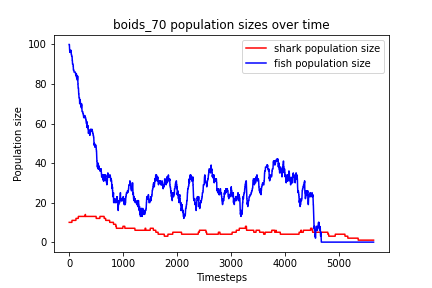 boids_70 population sizes over time
shark population size
fish population size
Population size
100
80
60
40
20
0
0 1000 2000 3000 4000 5000
Timesteps